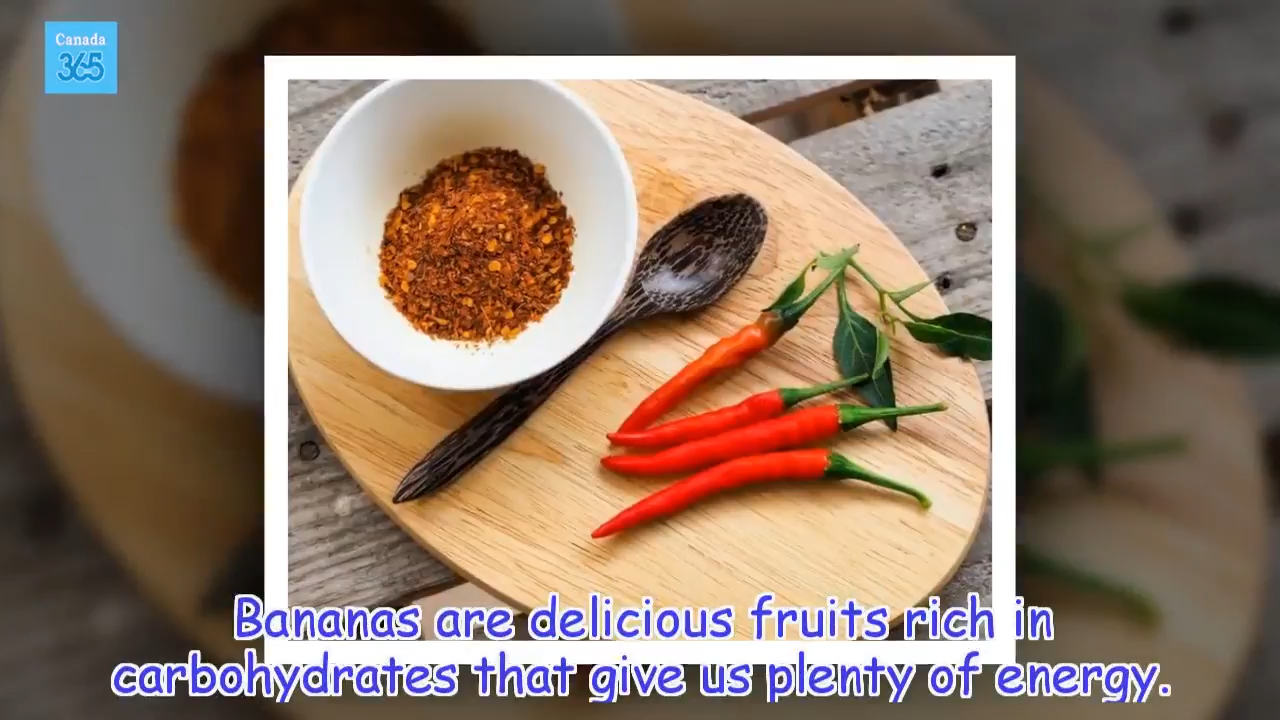 Canada
365
Bananas are delicious fruits rich in
carbohydrates that give us plenty of energy.